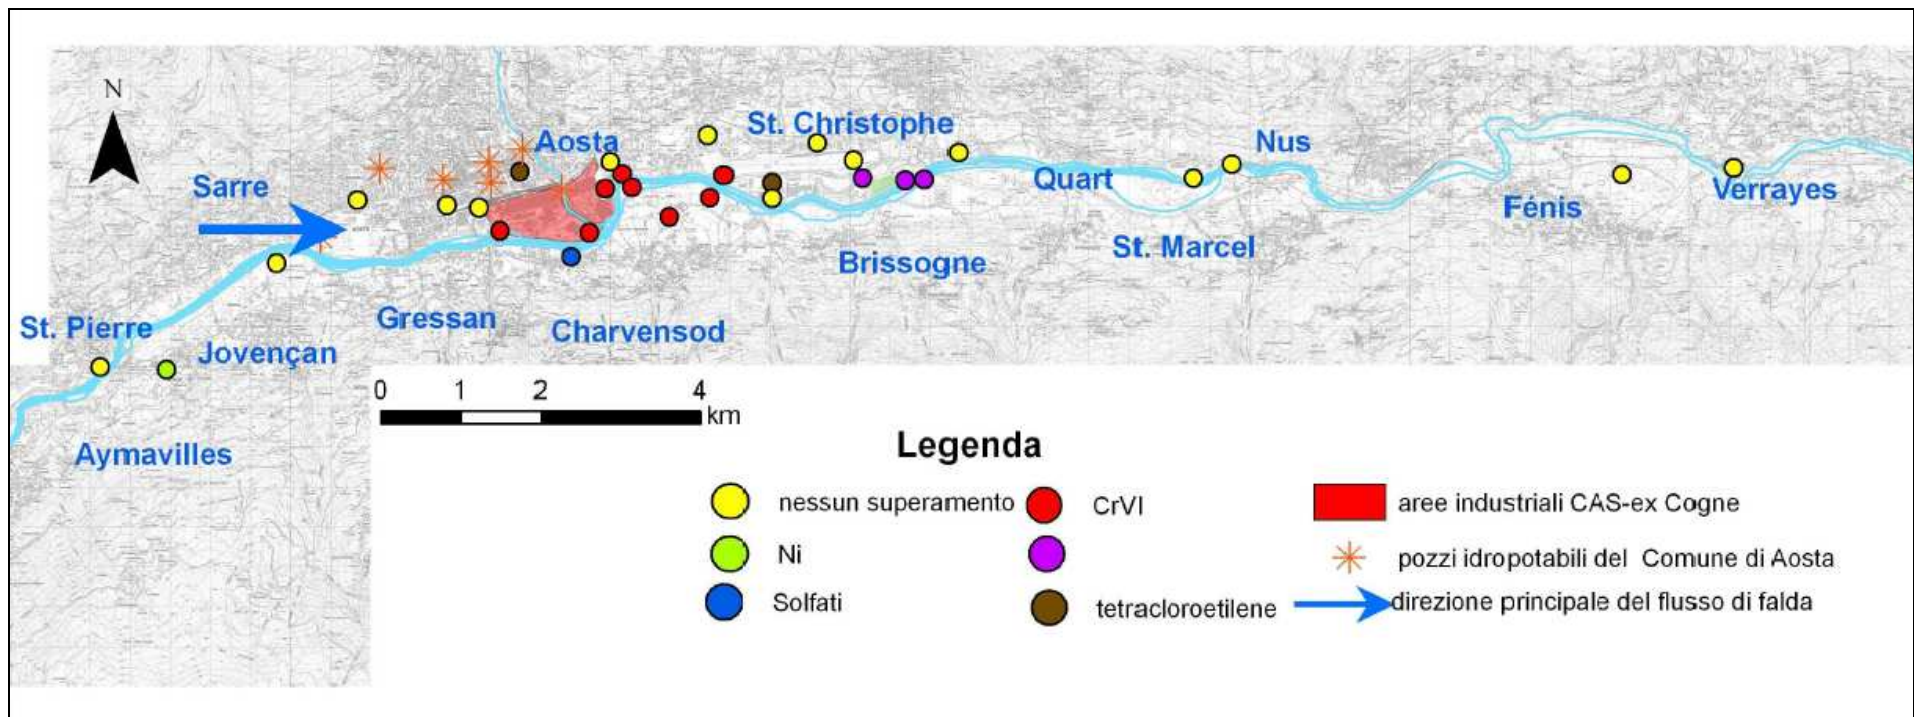 N
Aosta
St. Christophe
Nus
Sarre
Quart
Verrayes
Fénis
St. Marcel
Brissogne
St. Pierre
Gressan
Charvensod
Jovençan
0 1 2 4
km
Aymavilles
Legenda
nessun superamento
CrVI
aree industriali CAS-ex Cogne
Ni
pozzi idropotabili del Comune di Aosta
Solfati
tetracloroetilene
direzione principale del flusso di falda